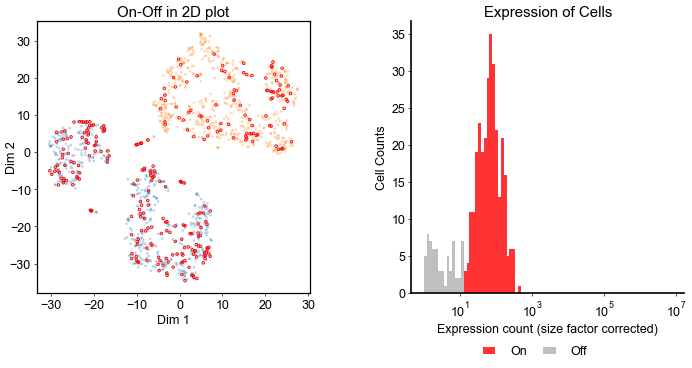 On-Off in 2D plot
30
20
10
0
−10
−20
−30
Dim 2
−30 −20 −10 0 10 20 30
Dim 1
Expression of Cells
35
30
25
20
15
10
5
0
Cell Counts
10^1 10^3 10^5 10^7
Expression count (size factor corrected)
On Off